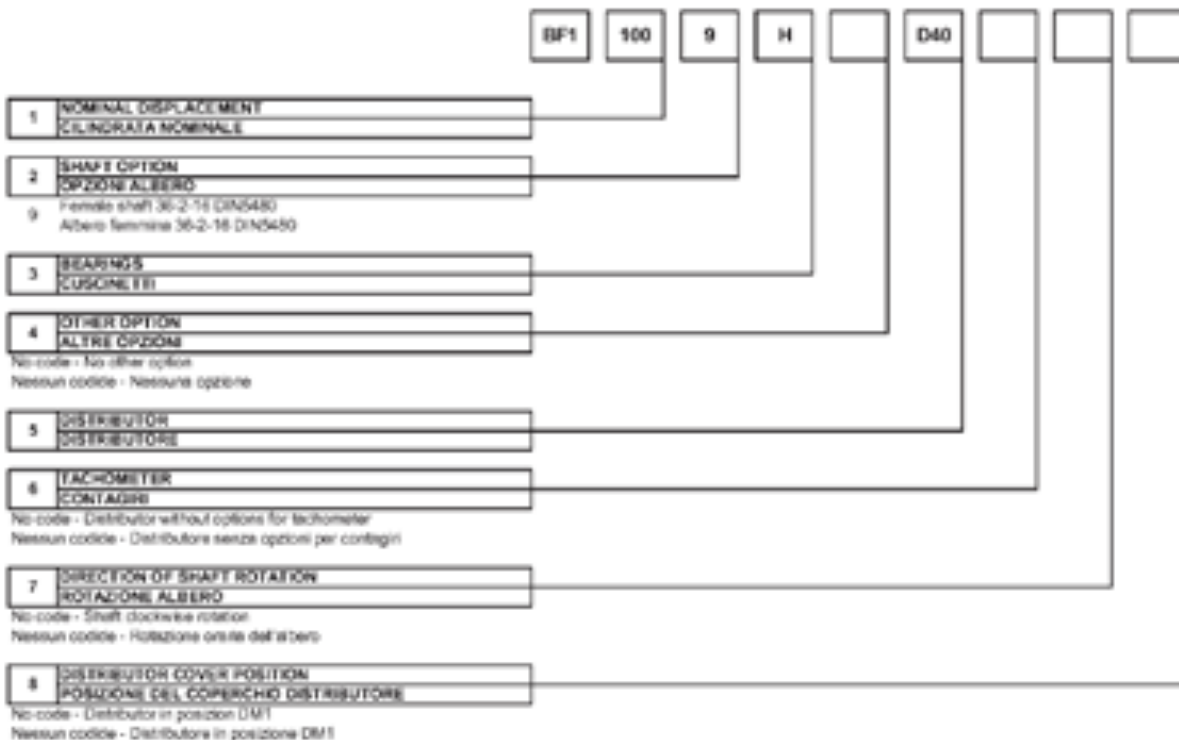 BF1 100 9 H D40
1 NOMINAL DISPLACEMENT
CILINDRATA NOMINALE
2 SHAFT OPTION
OPZIONI ALBERO
9 Female shaft 36-2-16 DIN5480
Albero femmina 36-2-16 DIN5480
3 BEARINGS
CUSCINETTI
4 OTHER OPTION
ALTRE OPZIONI
No code - No other option
Nessun codide - Nessuna opzione
5 DISTRIBUTOR
DISTRIBUTORE
6 TACHOMETER
CONTAGIRI
No code - Distributor without options for tachometer
Nessun codide - Distributore senza opzioni per contagiri
7 DIRECTION OF SHAFT ROTATION
ROTAZIONE ALBERO
No code - Shaft clockwise rotation
Nessun codide - Rotazione oraria dell'albero
8 DISTRIBUTOR COVER POSITION
POSIZIONE DEL COPERCHIO DISTRIBUTORE
No code - Distributor in position DM1
Nessun codide - Distributore in posizione DM1